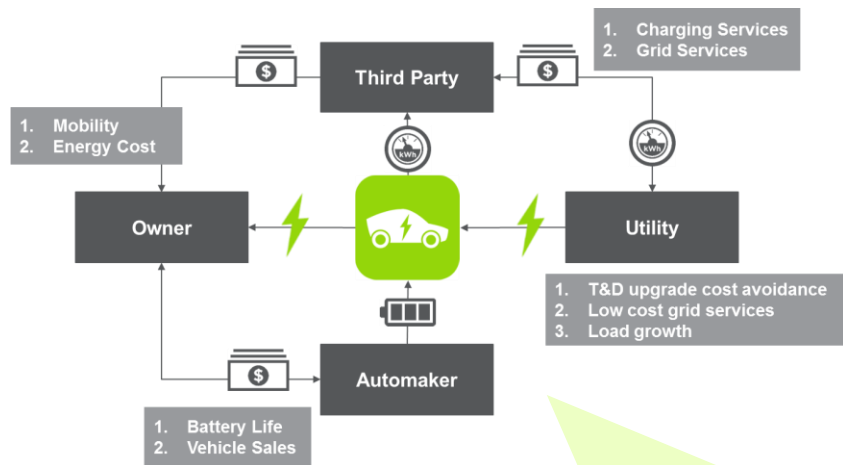 1. Charging Services
2. Grid Services
$
Third Party
$
1. Mobility
2. Energy Cost
kWh
kWh
Owner
Utility
1. T&D upgrade cost avoidance
2. Low cost grid services
3. Load growth
$
Automaker
1. Battery Life
2. Vehicle Sales